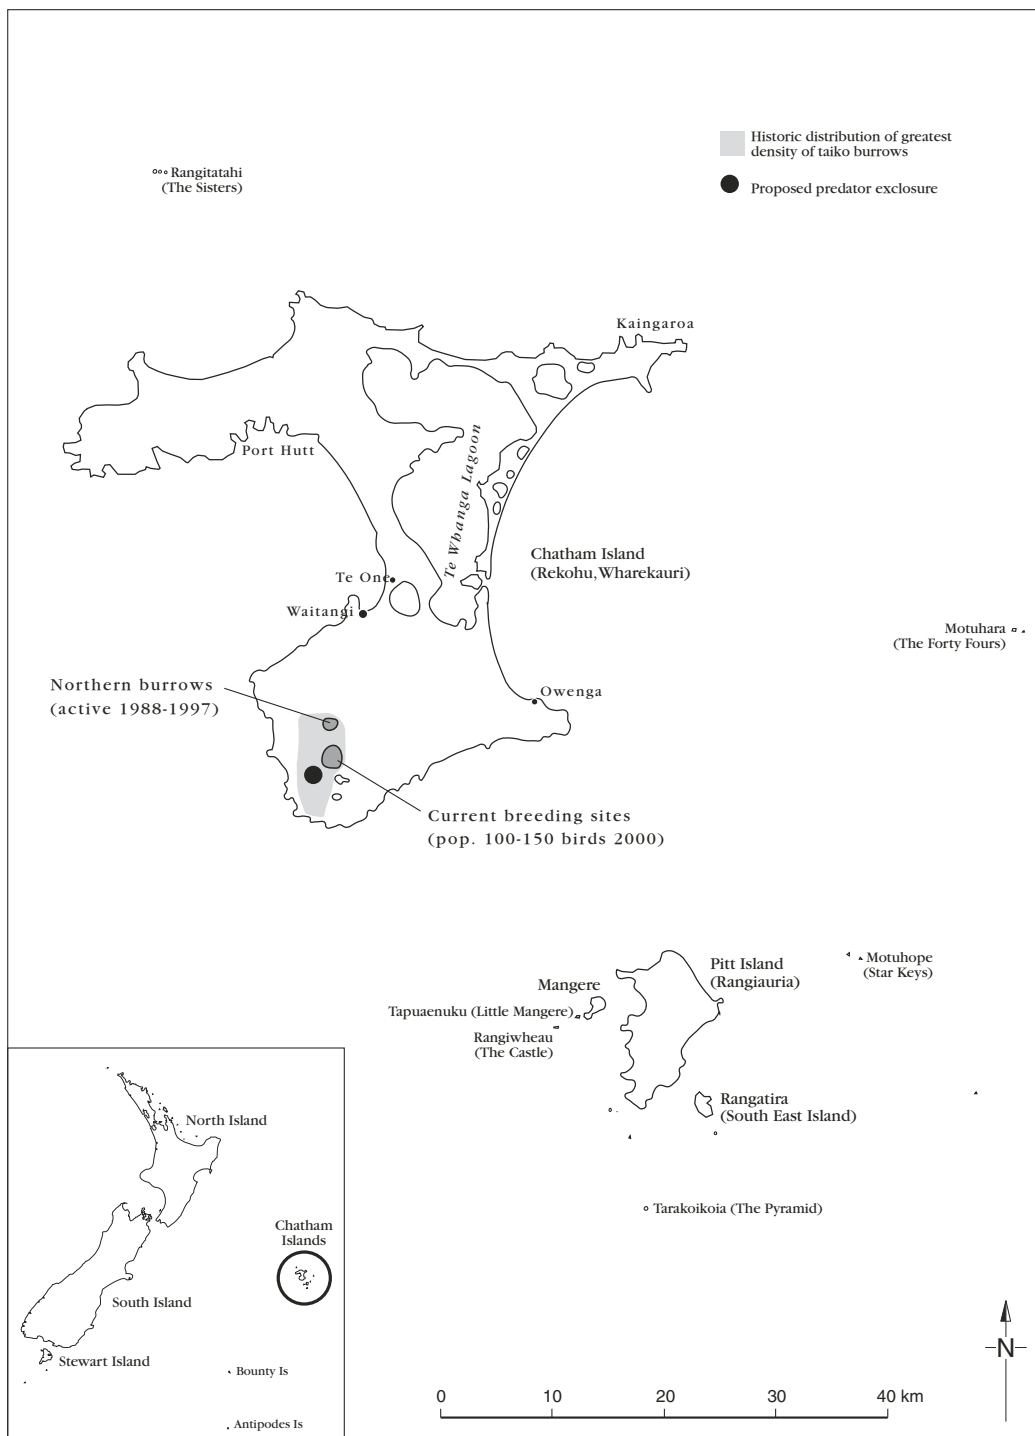 Historic distribution of greatest
density of taiko burrows
Proposed predator exclosure
Rangitatahi
(The Sisters)
Kaingaroa
Port Hutt
Te Whanga Lagoon
Chatham Island
(Rekohu, Wharekauri)
Te One
Waitangi
Motuhara
(The Forty Fours)
Northern burrows
(active 1988-1997)
Owenga
Current breeding sites
(pop. 100-150 birds 2000)
Pitt Island
(Rangiauria)
Motuhope
(Star Keys)
Mangere
Tapuaenuku (Little Mangere)
Rangiwheau
(The Castle)
Rangatira
(South East Island)
Tarakoikoia (The Pyramid)
North Island
Chatham
Islands
South Island
Stewart Island
Bounty Is
Antipodes Is
N
0 10 20 30 40 km